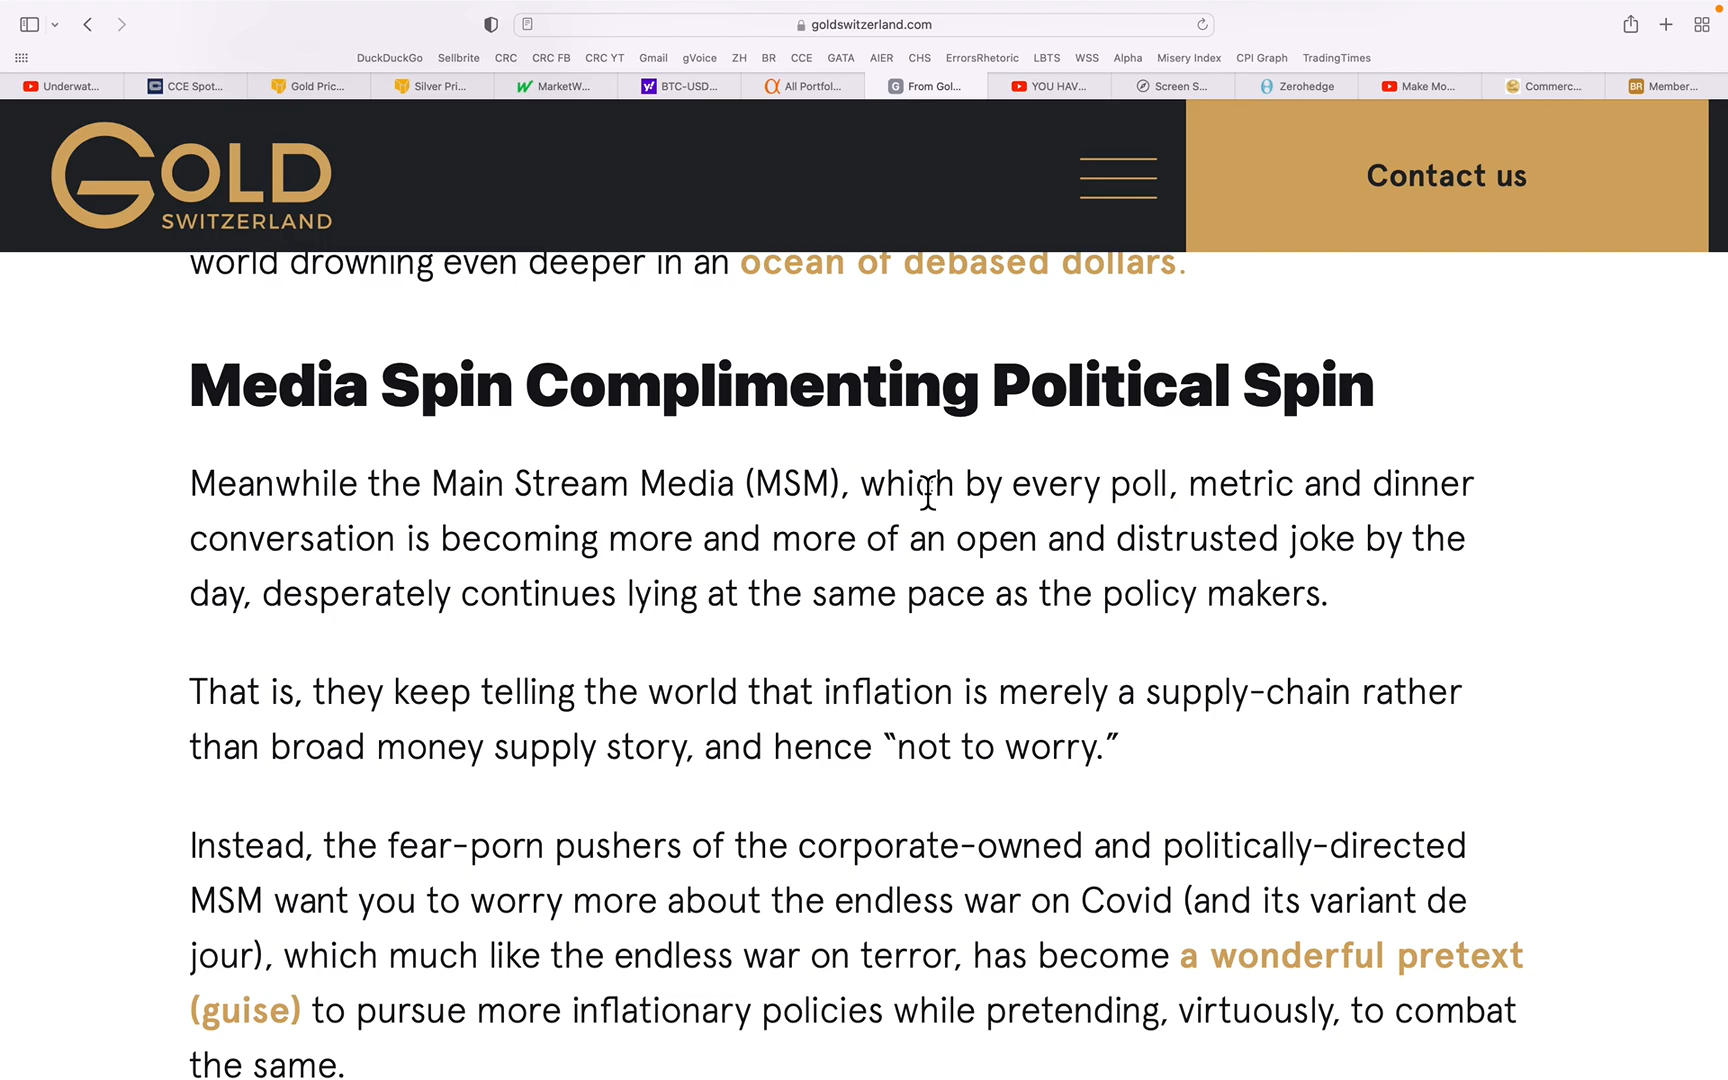 goldswitzerland.com
DuckDuckGo Sellbrite CRC CRC FB CRC YT Gmail gVoice ZH BR CCE GATA AIER CHS ErrorsRhetoric LBTS WSS Alpha Misery Index CPI Graph TradingTimes
Underwat... CCE Spot... Gold Pric... Silver Pri... MarketW... BTC-USD... All Portfol... From Gol... YOU HAV... Screen S... Zerohedge Make Mo... Commerc... BR Member...
GOLD
SWITZERLAND
Contact us
world drowning even deeper in an ocean of debased dollars.
Media Spin Complimenting Political Spin
Meanwhile the Main Stream Media (MSM), which by every poll, metric and dinner
conversation is becoming more and more of an open and distrusted joke by the
day, desperately continues lying at the same pace as the policy makers.
That is, they keep telling the world that inflation is merely a supply-chain rather
than broad money supply story, and hence “not to worry.”
Instead, the fear-porn pushers of the corporate-owned and politically-directed
MSM want you to worry more about the endless war on Covid (and its variant de
jour), which much like the endless war on terror, has become a wonderful pretext
(guise) to pursue more inflationary policies while pretending, virtuously, to combat
the same.